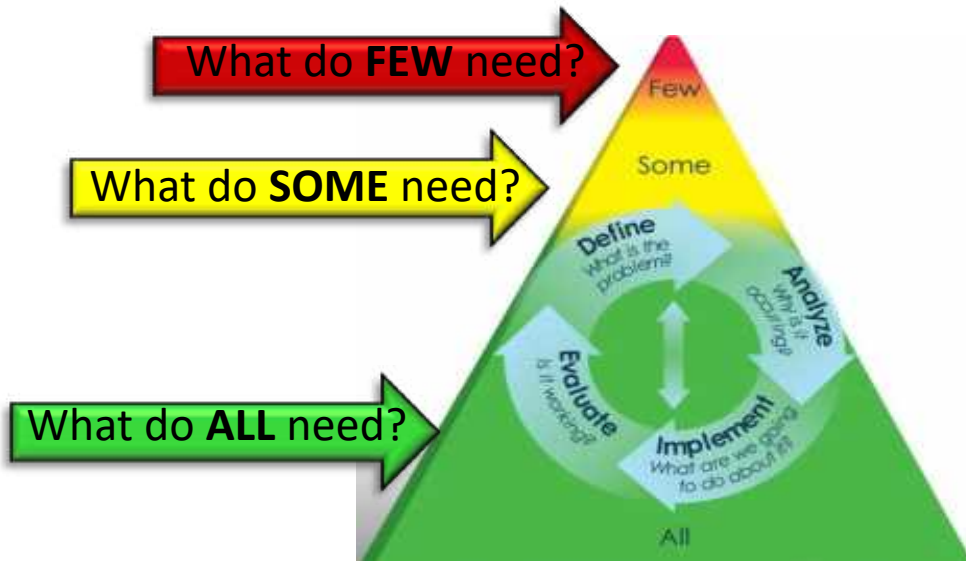 What do FEW need?
Few
Some
What do SOME need?
Define
What is the
problem?
Analyze
Why is it
occuring?
Evaluate
Is it working?
Implement
What are we going
to do about it?
What do ALL need?
All